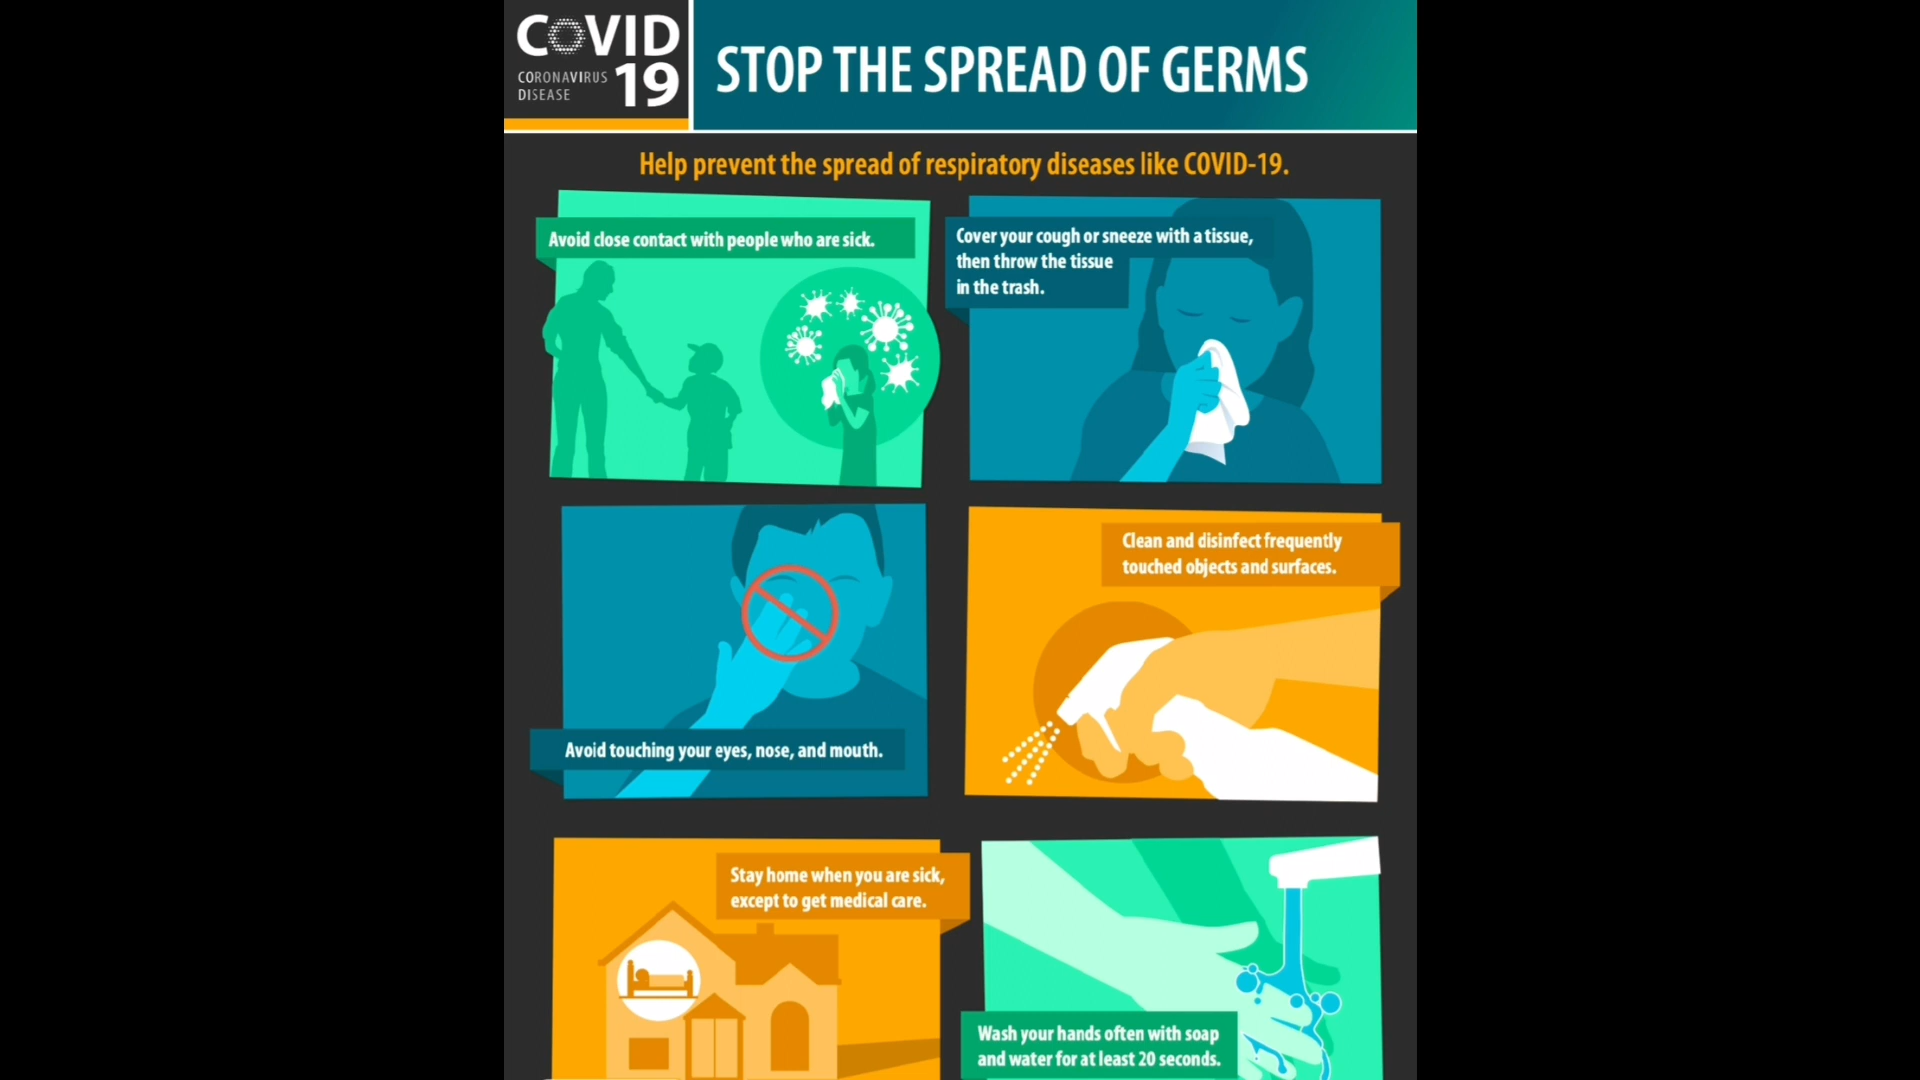 COVID
CORONAVIRUS
DISEASE
19
STOP THE SPREAD OF GERMS
Help prevent the spread of respiratory diseases like COVID-19.
Avoid close contact with people who are sick.
Cover your cough or sneeze with a tissue,
then throw the tissue
in the trash.
Avoid touching your eyes, nose, and mouth.
Clean and disinfect frequently
touched objects and surfaces.
Stay home when you are sick,
except to get medical care.
Wash your hands often with soap
and water for at least 20 seconds.